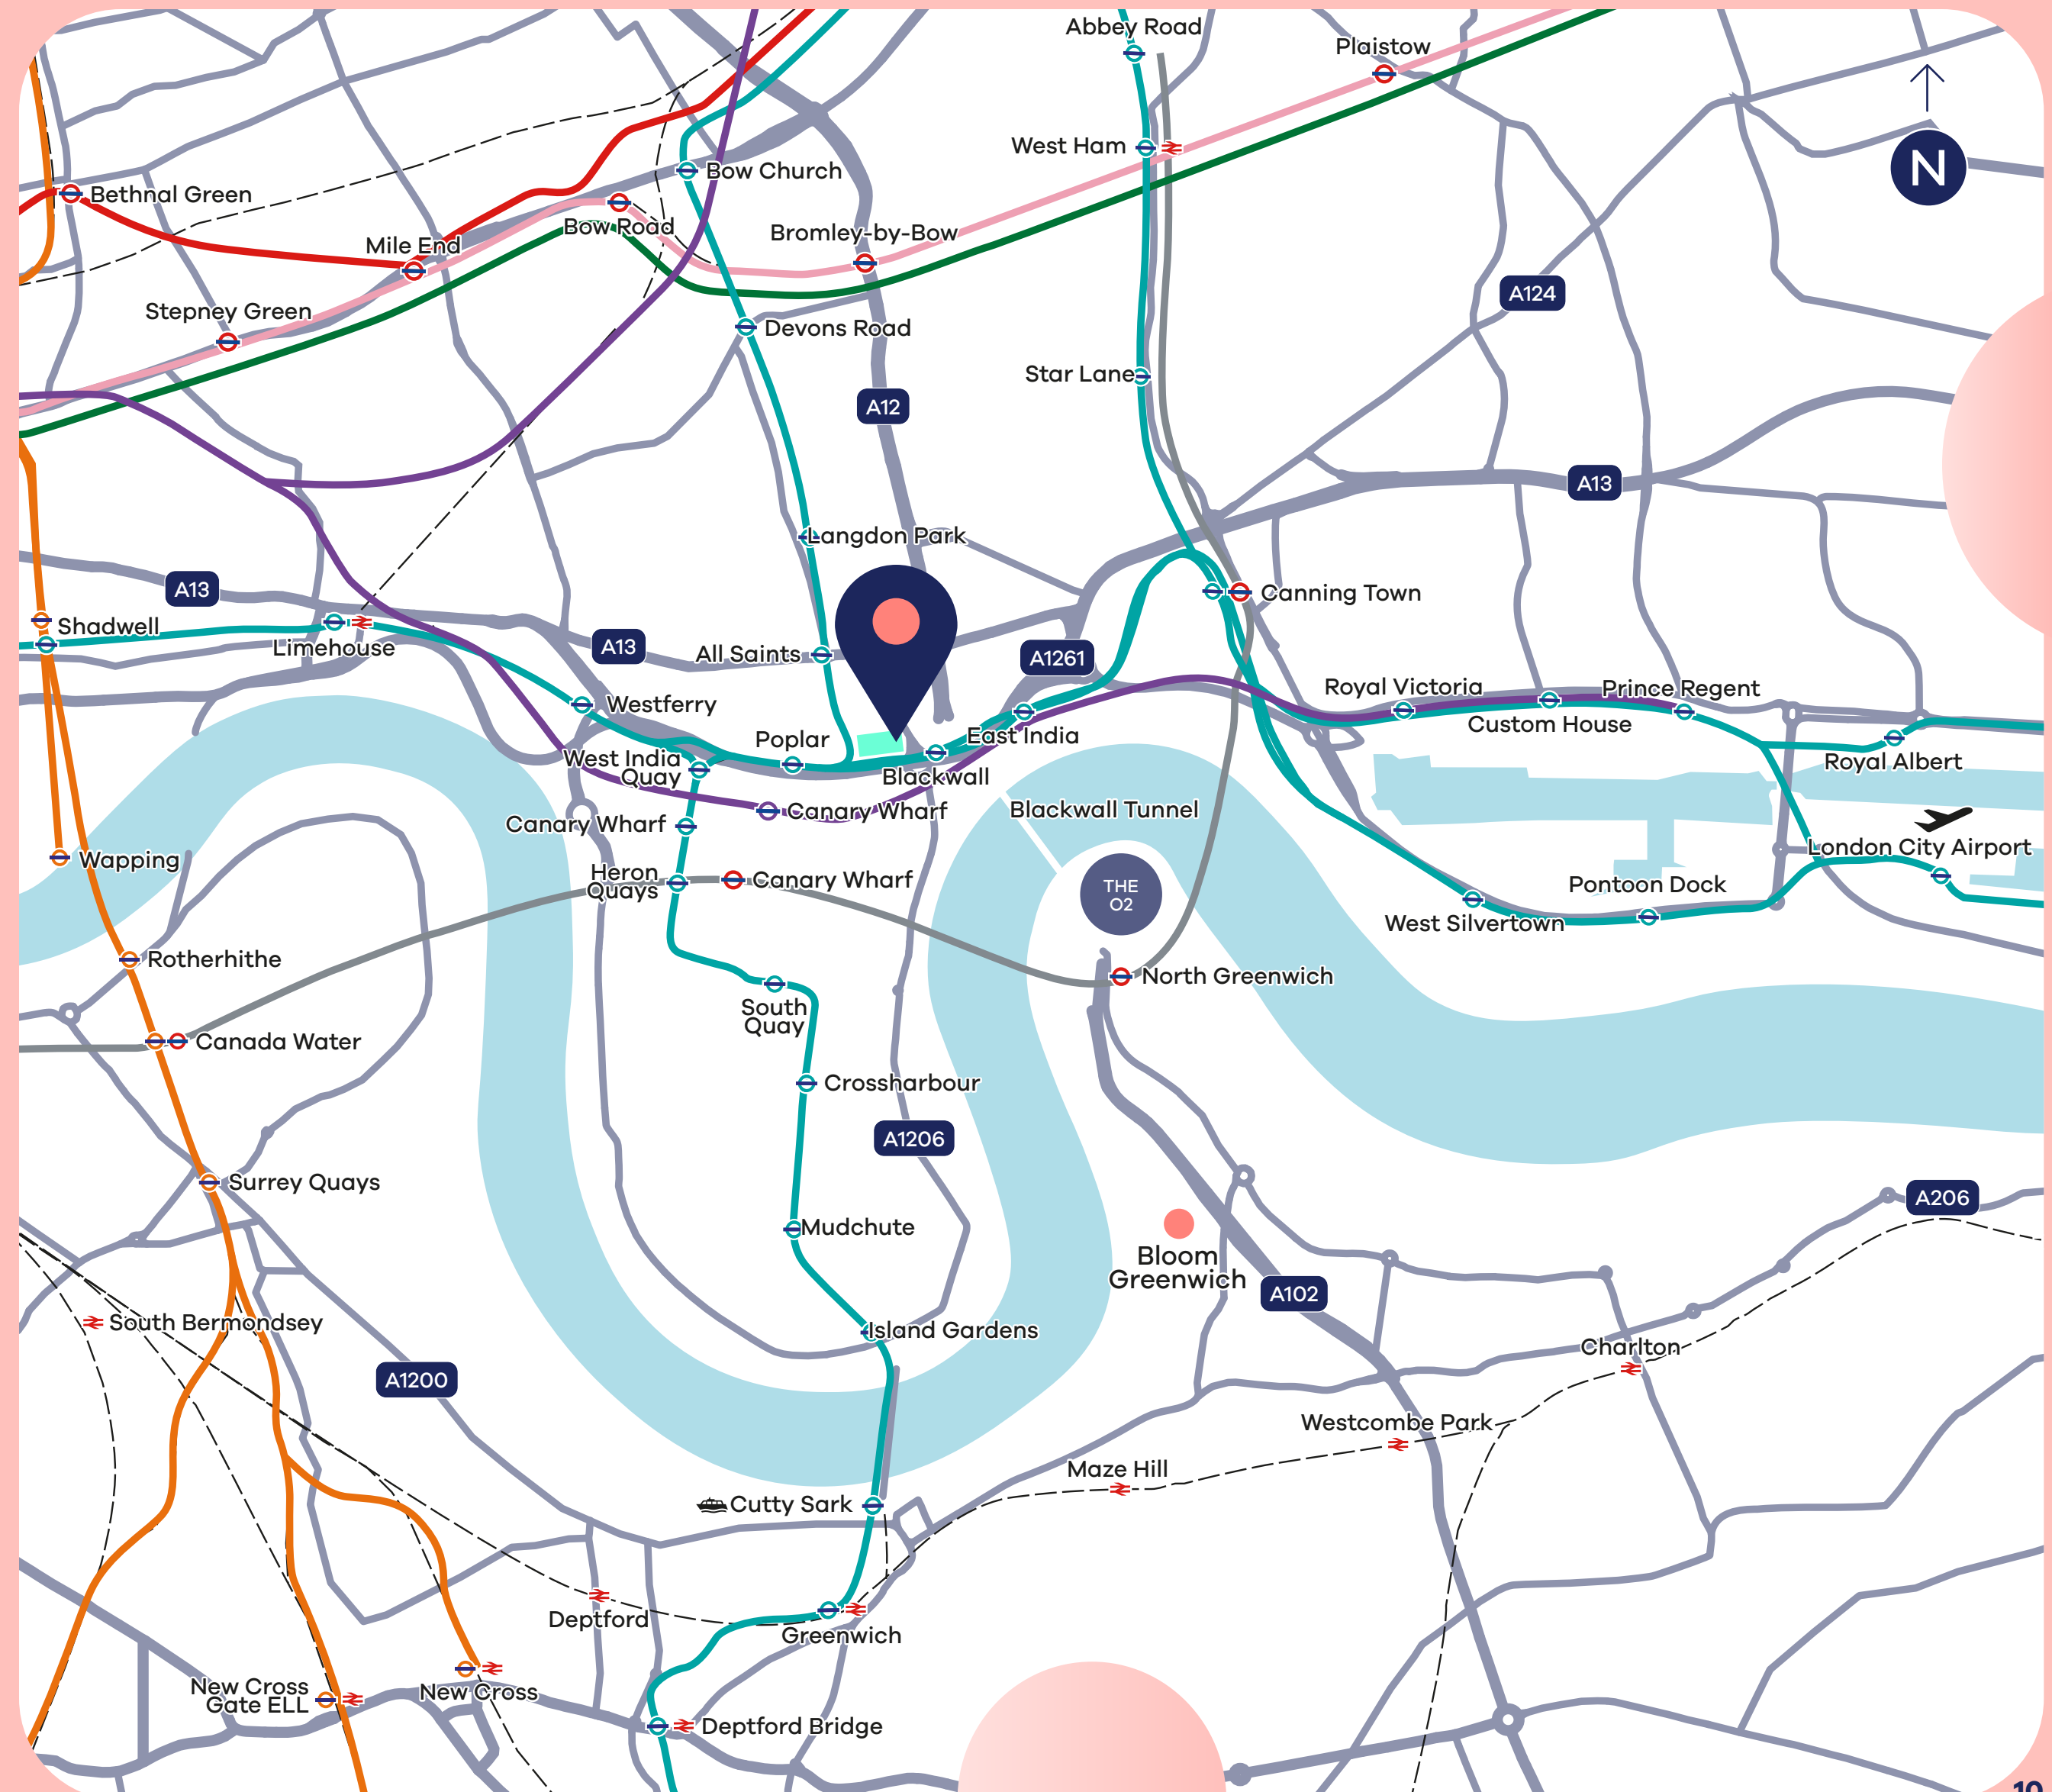 Abbey Road
Plaistow
West Ham
N
Bow Church
Bethnal Green
Bow Road
Bromley-by-Bow
Mile End
A124
Stepney Green
Devons Road
Star Lane
A12
A13
Langdon Park
A13
Canning Town
Shadwell
Limehouse
A13
All Saints
A1261
Royal Victoria
Prince Regent
Westferry
Custom House
Poplar
East India
West India
Quay
Blackwall
Royal Albert
Canary Wharf
Blackwall Tunnel
Canary Wharf
London City Airport
Wapping
Heron
Quays
Canary Wharf
THE
O2
Pontoon Dock
West Silvertown
Rotherhithe
North Greenwich
South
Quay
Canada Water
Crossharbour
A1206
Surrey Quays
A206
Mudchute
Bloom
Greenwich
A102
South Bermondsey
Island Gardens
Charlton
A1200
Westcombe Park
Maze Hill
Cutty Sark
Deptford
Greenwich
New Cross
Gate ELL
New Cross
Deptford Bridge